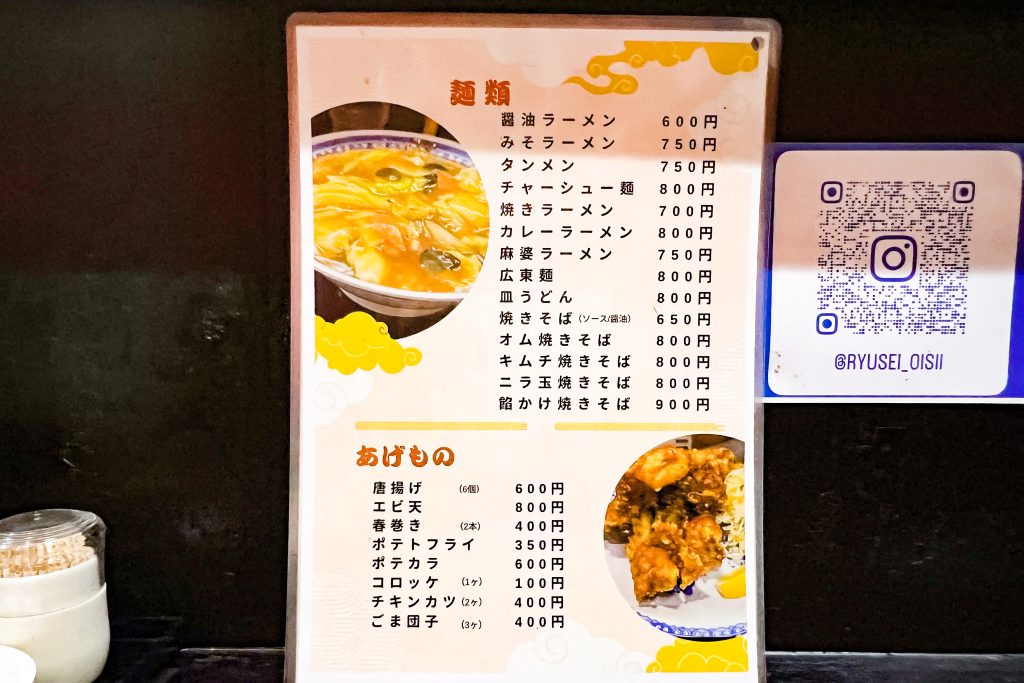 麺類
醤油ラーメン 600円
みそラーメン 750円
タンメン 750円
チャーシュー麺 800円
焼きラーメン 700円
カレーラーメン 800円
麻婆ラーメン 750円
広東麺 800円
皿うどん 800円
焼きそば(ソース/醤油) 650円
オム焼きそば 800円
キムチ焼きそば 800円
ニラ玉焼きそば 800円
餡かけ焼きそば 900円
あげもの
唐揚げ (6個) 600円
エビ天 800円
春巻き (2本) 400円
ポテトフライ 350円
ポテカラ 600円
コロッケ (1ヶ) 100円
チキンカツ(2ヶ) 400円
ごま団子 (3ヶ) 400円
@RYUSEI_OISII